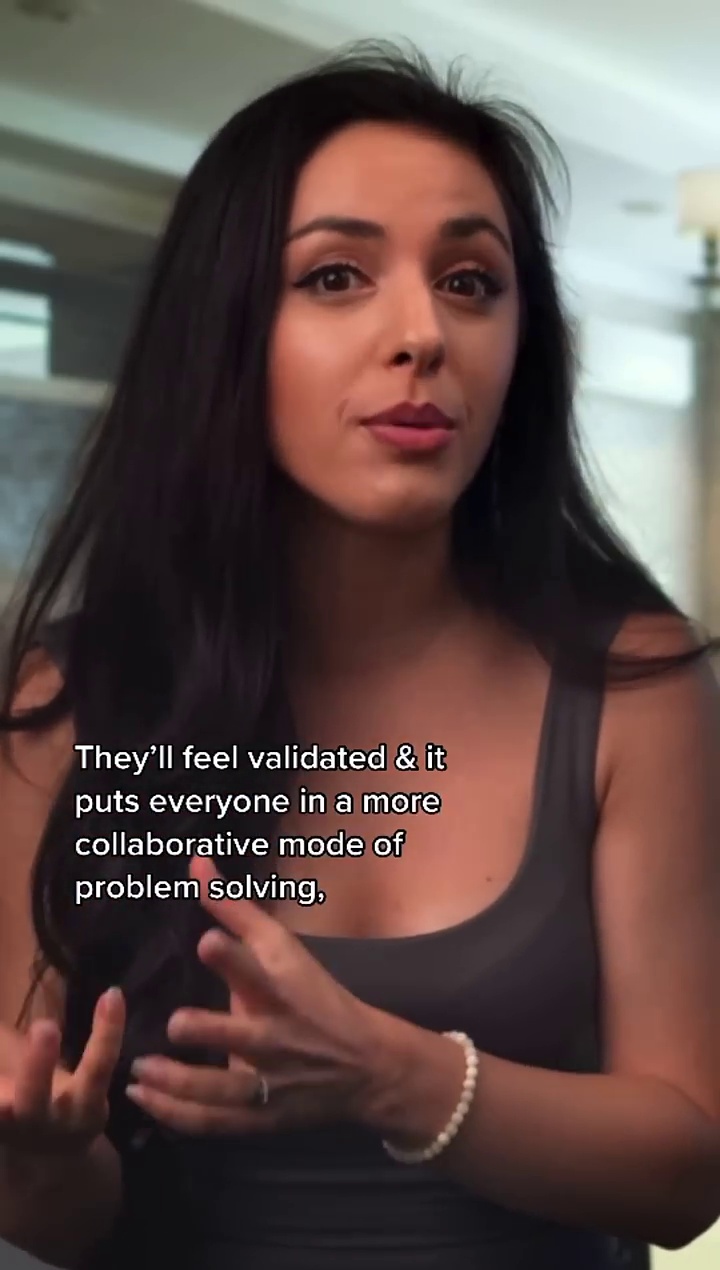 They’ll feel validated & it
puts everyone in a more
collaborative mode of
problem solving,